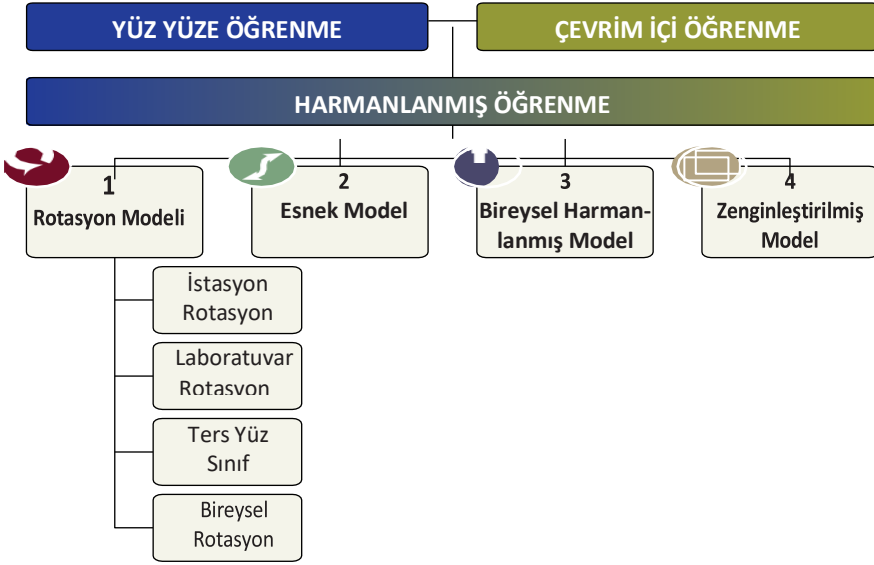 YÜZ YÜZE ÖĞRENME
ÇEVRİM İÇİ ÖĞRENME
HARMANLANMIŞ ÖĞRENME
1
Rotasyon Modeli
2
Esnek Model
3
Bireysel Harman-
lanmış Model
4
Zenginleştirilmiş
Model
İstasyon
Rotasyon
Laboratuvar
Rotasyon
Ters Yüz
Sınıf
Bireysel
Rotasyon